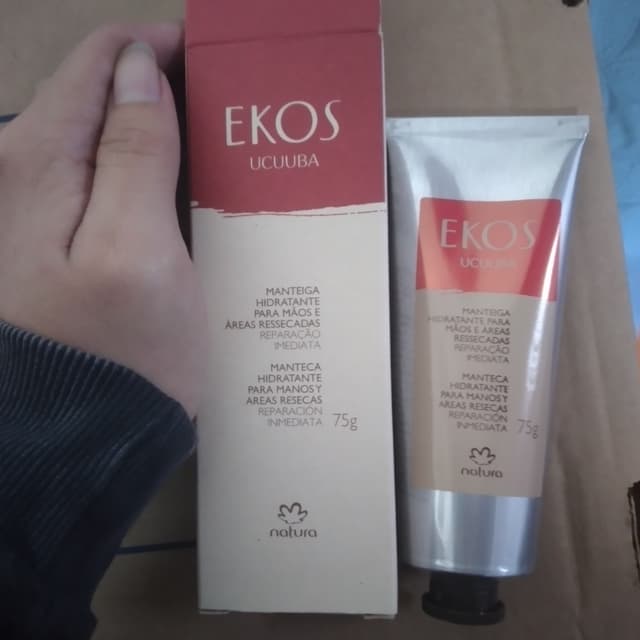 EKOS
UCUUBA
MANTEIGA
HIDRATANTE
PARA MÃOS E
ÁREAS RESSECADAS
REPARAÇÃO
IMEDIATA
MANTECA
HIDRATANTE
PARA MANOS Y
AREAS RESECAS
REPARACIÓN
INMEDIATA 75g
natura
EKOS
UCUUBA
MANTEIGA
HIDRATANTE PARA
MÃOS E ÁREAS
RESSECADAS
REPARAÇÃO
IMEDIATA
MANTECA
HIDRATANTE
PARA MANOS Y
AREAS RESECAS
REPARACIÓN
INMEDIATA 75g
natura